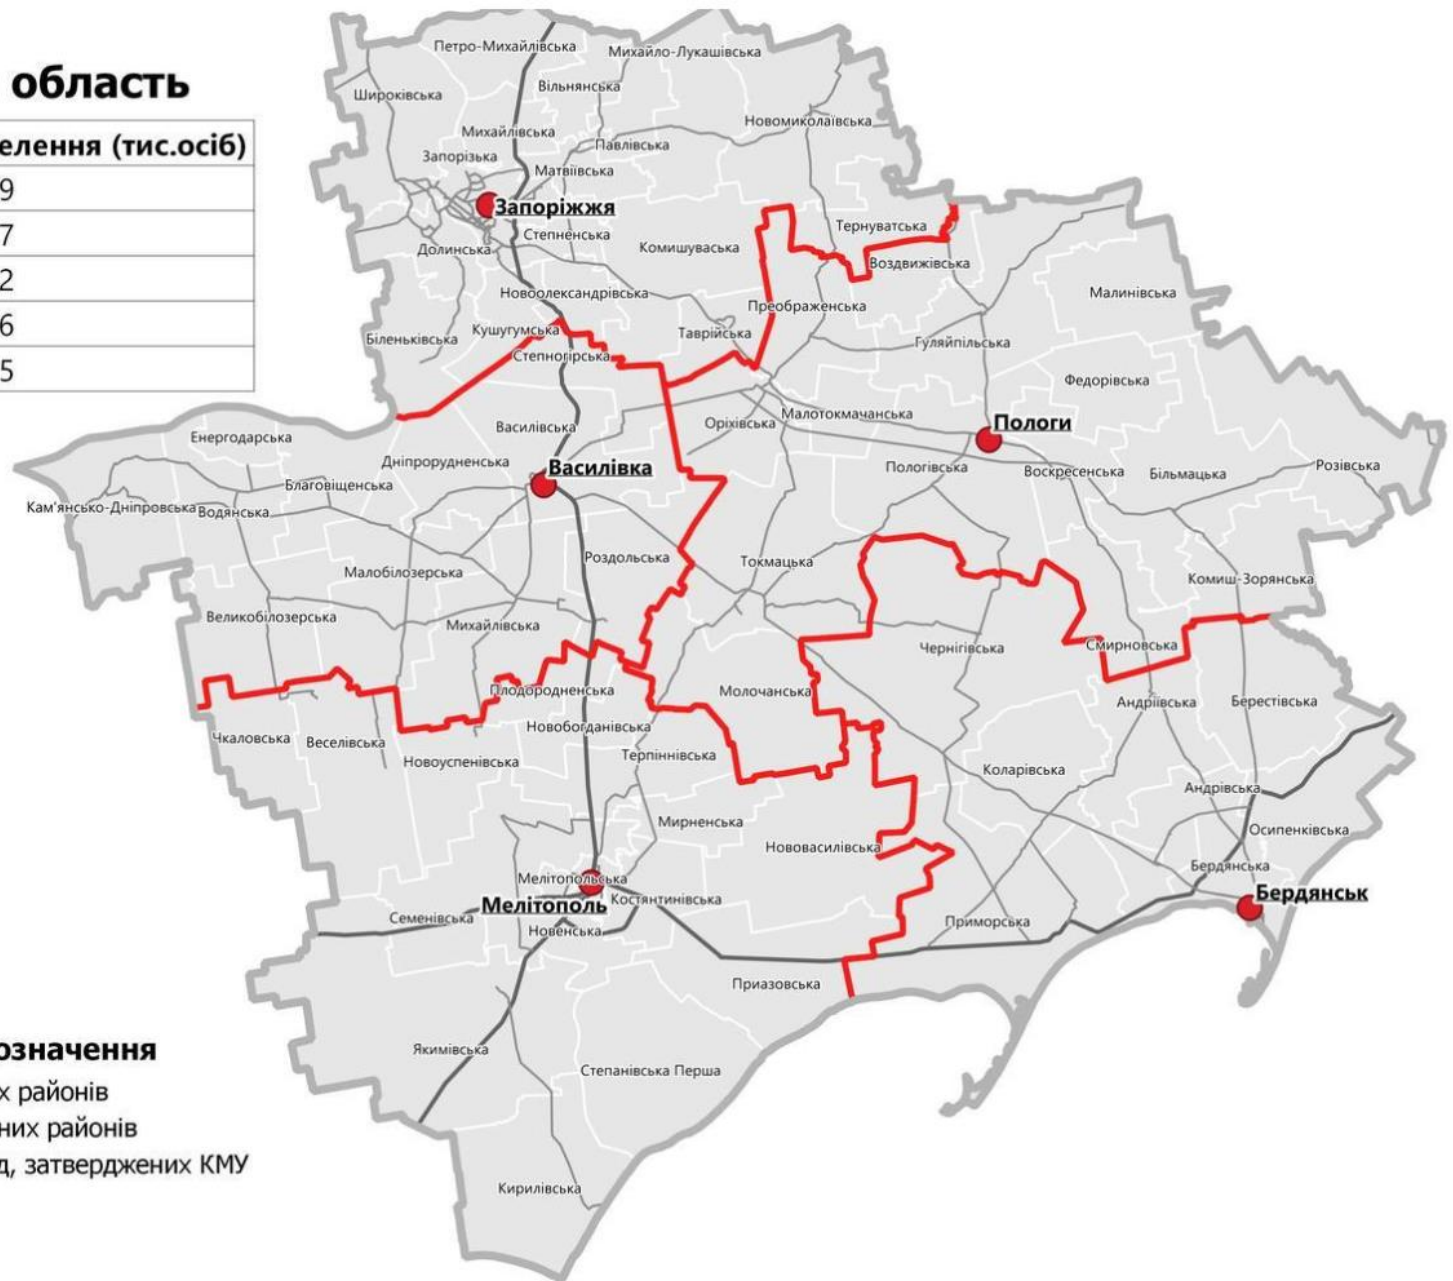 область
елення (тис.осіб)
9
7
2
6
5
Петро-Михайлівська
Михайло-Лукашівська
Вільнянська
Широківська
Новомиколаївська
Михайлівська
Павлівська
Запорізька
Матвіївська
Запоріжжя
Степненська
Тернуватська
Комишуваська
Долинська
Воздвижівська
Новоолександрівська
Малинівська
Преображенська
Кушугумська
Таврійська
Біленьківська
Гуляйпільська
Степногірська
Федорівська
Малотокмачанська
Оріхівська
Пологи
Василівська
Енергодарська
Дніпрорудненська
Василівка
Пологівська
Воскресенська
Більмацька
Розівська
Благовіщенська
Кам'янсько-Дніпровська
Водянська
Роздольська
Токмацька
Малобілозерська
Комиш-Зорянська
Великобілозерська
Михайлівська
Чернігівська
Смирновська
Плодородненська
Молочанська
Андріївська
Берестівська
Новобогданівська
Чкаловська
Веселівська
Терпіннівська
Новоуспенівська
Коларівська
Андрівська
Мирненська
Осипенківська
Нововасилівська
Бердянська
Мелітопольська
Бердянськ
Мелітополь
Костянтинівська
Семенівська
Приморська
Новенська
Приазовська
Якимівська
Степанівська Перша
Кирилівська
означення
х районів
них районів
д, затверджених КМУ